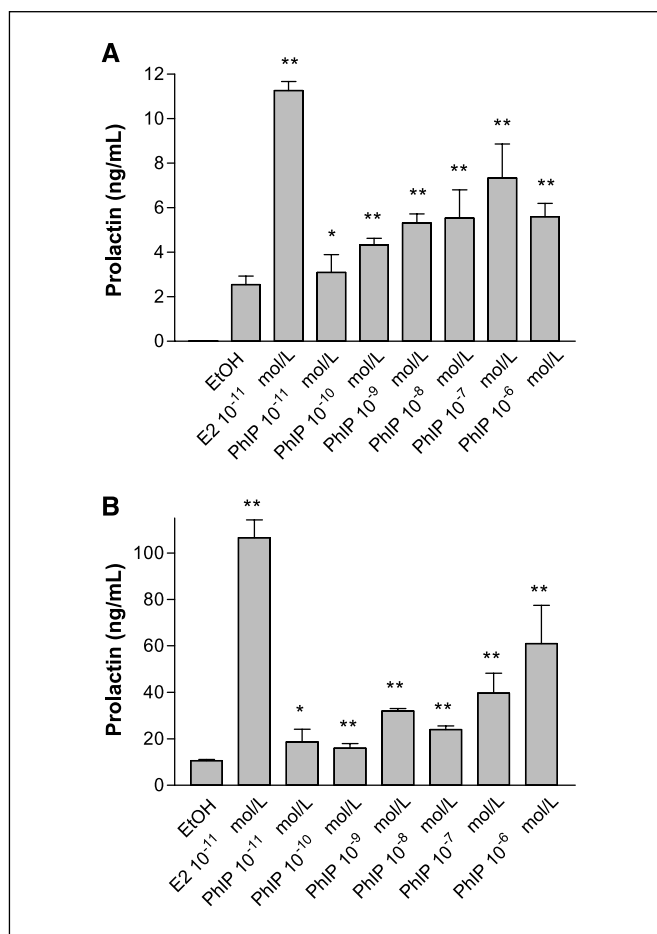 A
**
12
10
8
6
4
2
0
Prolactin (ng/mL)
*
**
**
**
**
**
EtOH
E2 10⁻¹¹ mol/L
PhIP 10⁻¹¹ mol/L
PhIP 10⁻¹⁰ mol/L
PhIP 10⁻⁹ mol/L
PhIP 10⁻⁸ mol/L
PhIP 10⁻⁷ mol/L
PhIP 10⁻⁶ mol/L
B
**
100
80
60
40
20
0
Prolactin (ng/mL)
*
**
**
**
**
**
EtOH
E2 10⁻¹¹ mol/L
PhIP 10⁻¹¹ mol/L
PhIP 10⁻¹⁰ mol/L
PhIP 10⁻⁹ mol/L
PhIP 10⁻⁸ mol/L
PhIP 10⁻⁷ mol/L
PhIP 10⁻⁶ mol/L